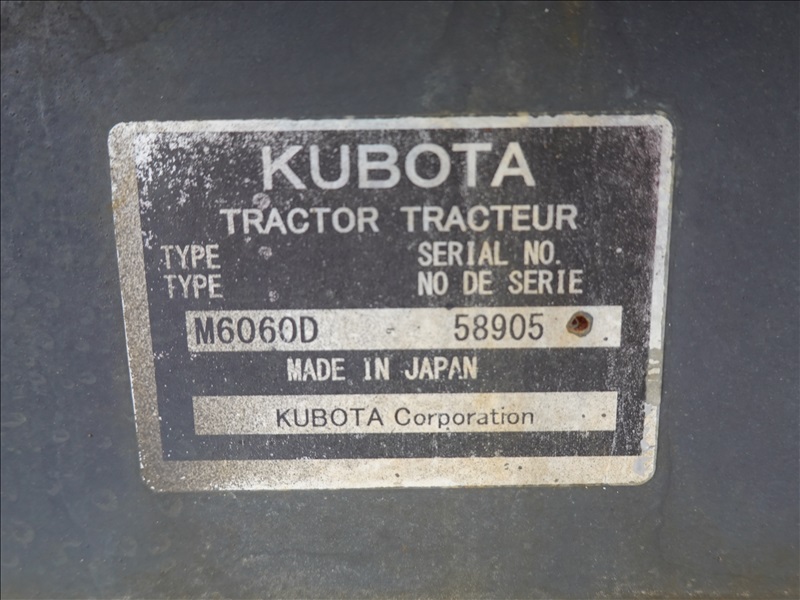 KUBOTA
TRACTOR TRACTEUR
TYPE SERIAL NO.
TYPE NO DE SERIE
M6060D - 58905
MADE IN JAPAN
KUBOTA Corporation